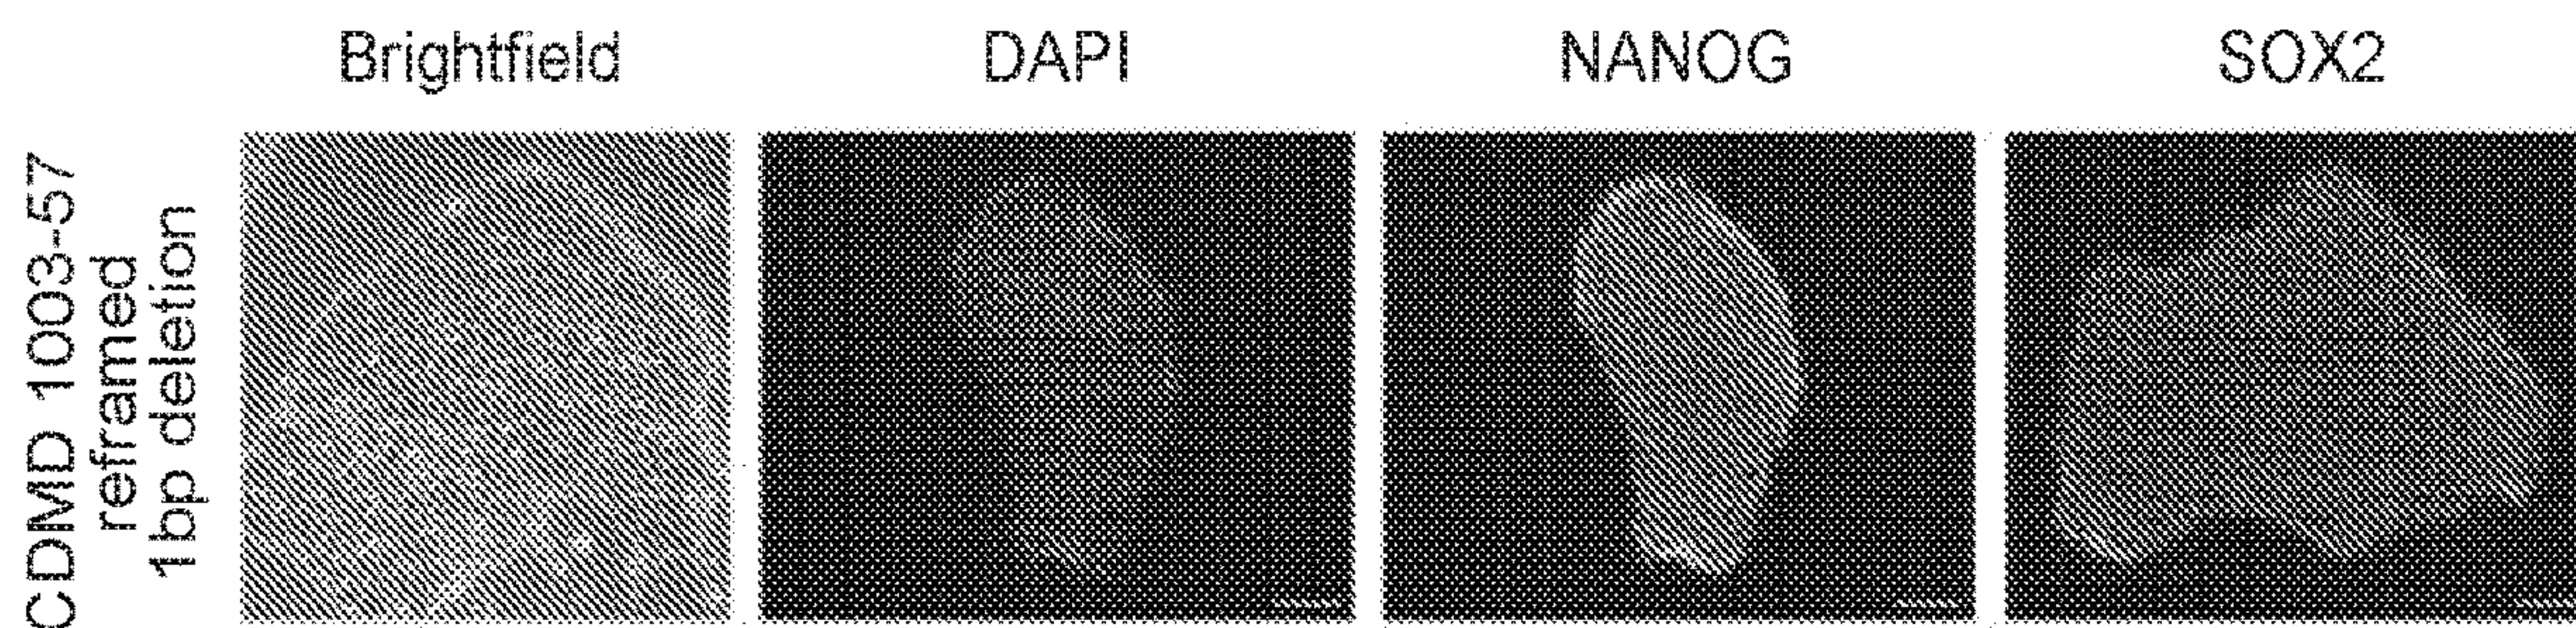 Brightfield DAPI NANOG SOX2
CDMD 1003-57
reframed
1bp deletion